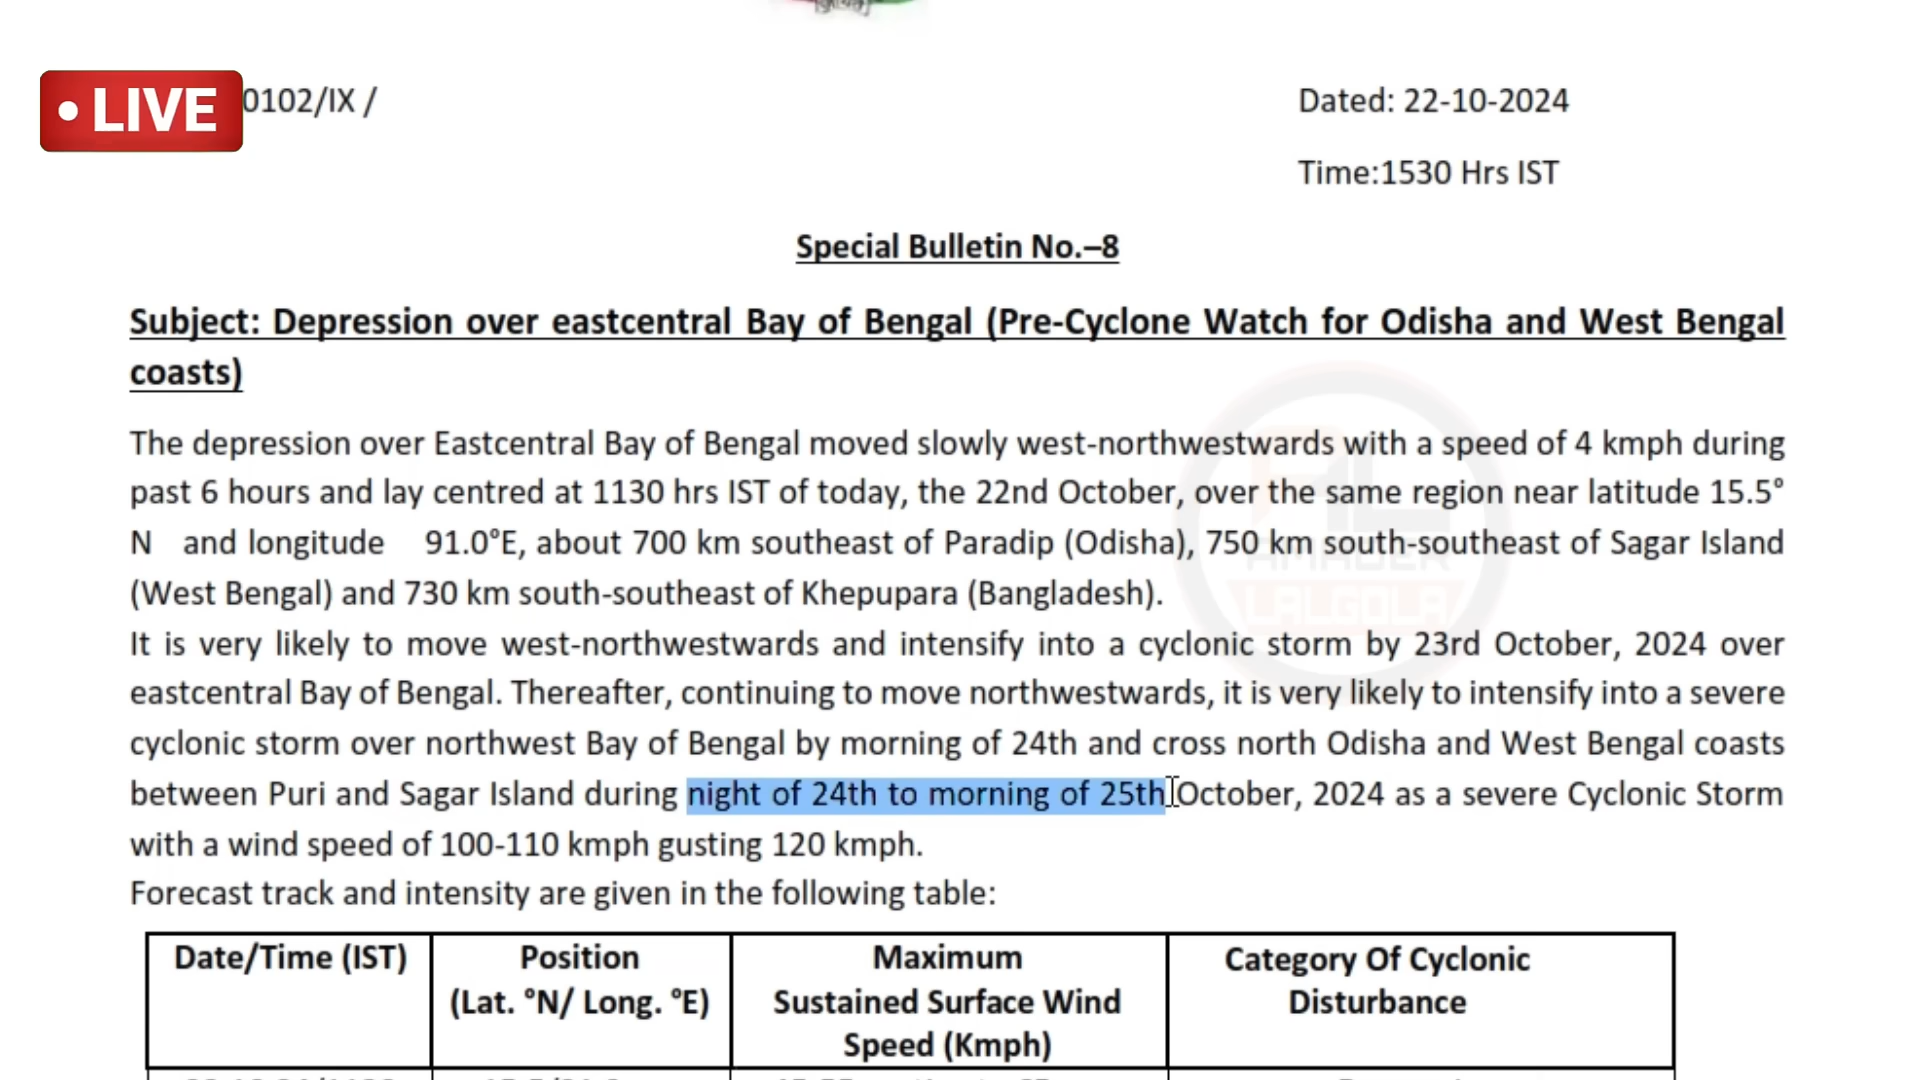 • LIVE 0102/IX /
Dated: 22-10-2024
Time:1530 Hrs IST
Special Bulletin No.–8
Subject: Depression over eastcentral Bay of Bengal (Pre-Cyclone Watch for Odisha and West Bengal
coasts)
The depression over Eastcentral Bay of Bengal moved slowly west-northwestwards with a speed of 4 kmph during
past 6 hours and lay centred at 1130 hrs IST of today, the 22nd October, over the same region near latitude 15.5°
N and longitude 91.0°E, about 700 km southeast of Paradip (Odisha), 750 km south-southeast of Sagar Island
(West Bengal) and 730 km south-southeast of Khepupara (Bangladesh).
It is very likely to move west-northwestwards and intensify into a cyclonic storm by 23rd October, 2024 over
eastcentral Bay of Bengal. Thereafter, continuing to move northwestwards, it is very likely to intensify into a severe
cyclonic storm over northwest Bay of Bengal by morning of 24th and cross north Odisha and West Bengal coasts
between Puri and Sagar Island during night of 24th to morning of 25th October, 2024 as a severe Cyclonic Storm
with a wind speed of 100-110 kmph gusting 120 kmph.
Forecast track and intensity are given in the following table:
Date/Time (IST)
Position
(Lat. °N/ Long. °E)
Maximum
Sustained Surface Wind
Speed (Kmph)
Category Of Cyclonic
Disturbance
AMADER
LALGOLA